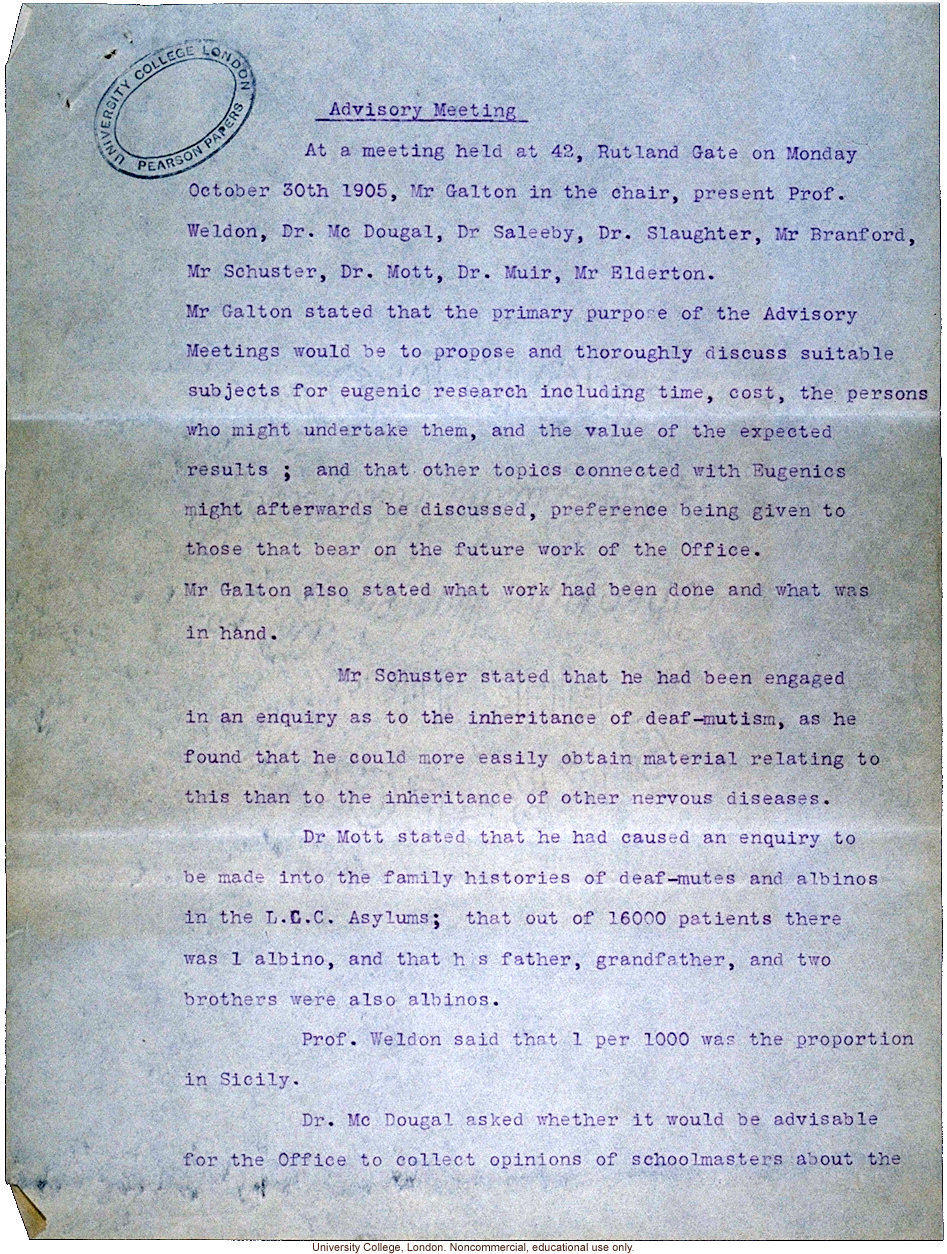 UNIVERSITY COLLEGE LONDON
PEARSON PAPERS
Advisory Meeting
At a meeting held at 42, Rutland Gate on Monday
October 30th 1905, Mr Galton in the chair, present Prof.
Weldon, Dr. Mc Dougal, Dr Saleeby, Dr. Slaughter, Mr Branford,
Mr Schuster, Dr. Mott, Dr. Muir, Mr Elderton.
Mr Galton stated that the primary purpose of the Advisory
Meetings would be to propose and thoroughly discuss suitable
subjects for eugenic research including time, cost, the persons
who might undertake them, and the value of the expected
results ; and that other topics connected with Eugenics
might afterwards be discussed, preference being given to
those that bear on the future work of the Office.
Mr Galton also stated what work had been done and what was
in hand.
Mr Schuster stated that he had been engaged
in an enquiry as to the inheritance of deaf-mutism, as he
found that he could more easily obtain material relating to
this than to the inheritance of other nervous diseases.
Dr Mott stated that he had caused an enquiry to
be made into the family histories of deaf-mutes and albinos
in the L.C.C. Asylums; that out of 16000 patients there
was 1 albino, and that his father, grandfather, and two
brothers were also albinos.
Prof. Weldon said that 1 per 1000 was the proportion
in Sicily.
Dr. Mc Dougal asked whether it would be advisable
for the Office to collect opinions of schoolmasters about the
University College, London. Noncommercial, educational use only.